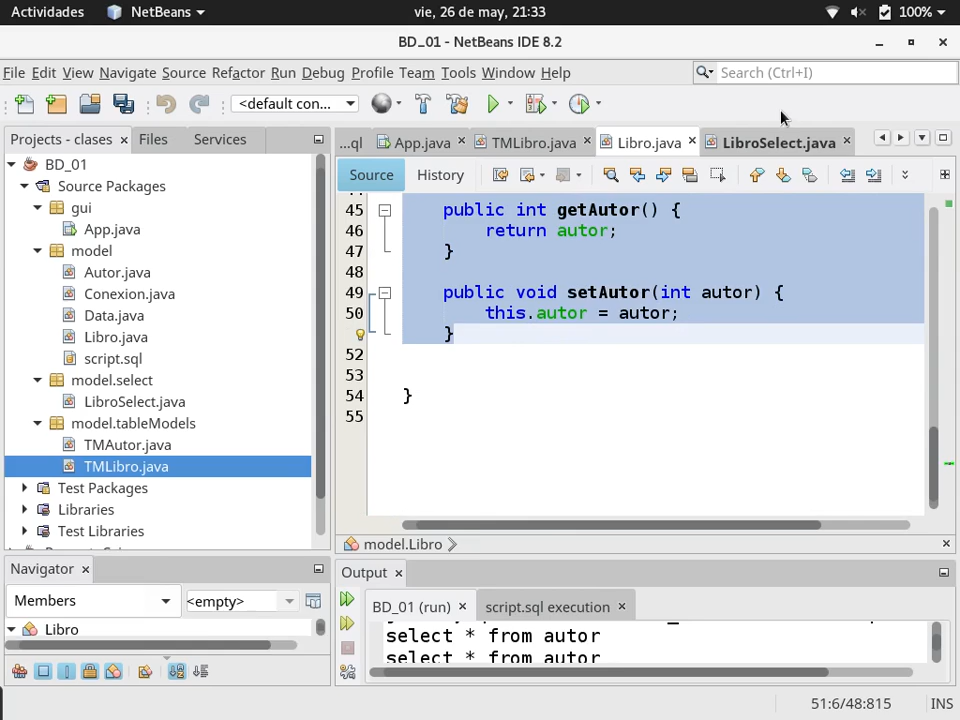 Actividades NetBeans vie, 26 de may, 21:33 100%
BD_01 - NetBeans IDE 8.2
File Edit View Navigate Source Refactor Run Debug Profile Team Tools Window Help Search (Ctrl+I)
<default con...
Projects - clases Files Services
...ql App.java TMLibro.java Libro.java LibroSelect.java
Source History
BD_01
Source Packages
gui
App.java
model
Autor.java
Conexion.java
Data.java
Libro.java
script.sql
model.select
LibroSelect.java
model.tableModels
TMAutor.java
TMLibro.java
Test Packages
Libraries
Test Libraries
45 public int getAutor() {
46 return autor;
47 }
48
49 public void setAutor(int autor) {
50 this.autor = autor;
}
52
53
54 }
55
model.Libro
Navigator
Members <empty>
Libro
Output
BD_01 (run) script.sql execution
select * from autor
select * from autor
51:6/48:815 INS